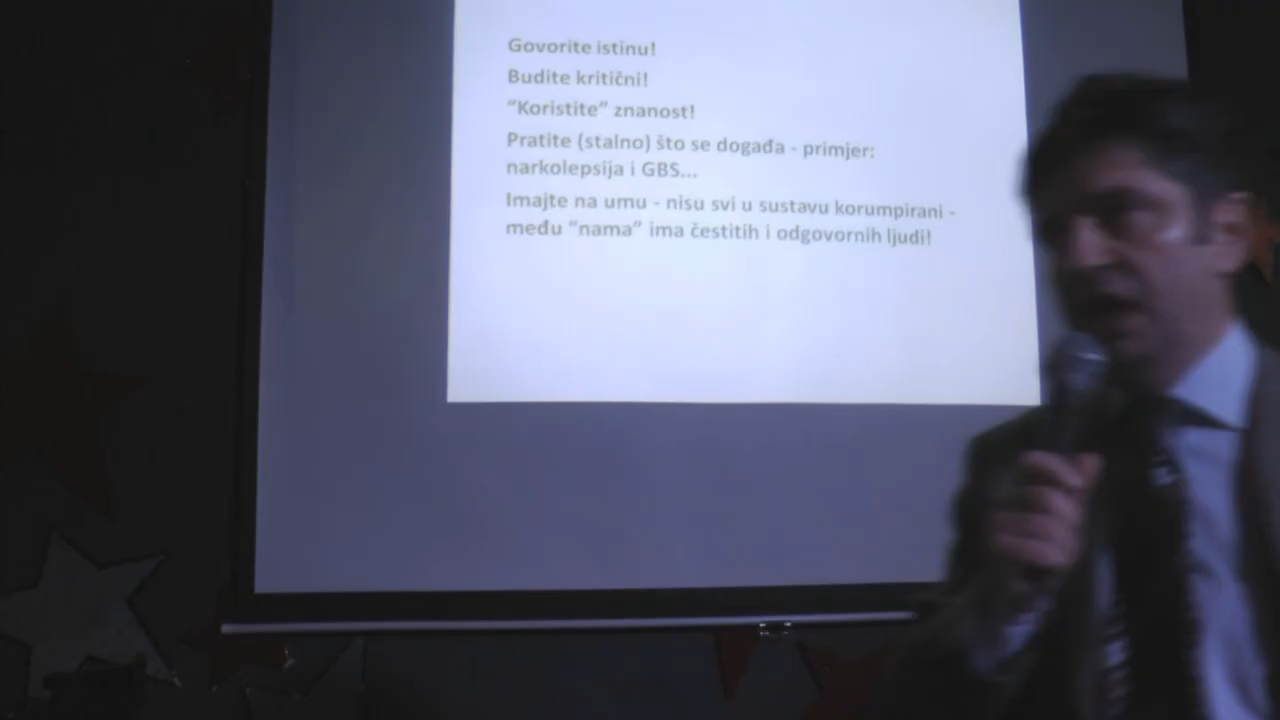 Govorite istinu!
Budite kritični!
"Koristite" znanost!
Pratite (stalno) što se događa - primjer:
narkolepsija i GBS...
Imajte na umu - nisu svi u sustavu korumpirani -
među "nama" ima čestitih i odgovornih ljudi!